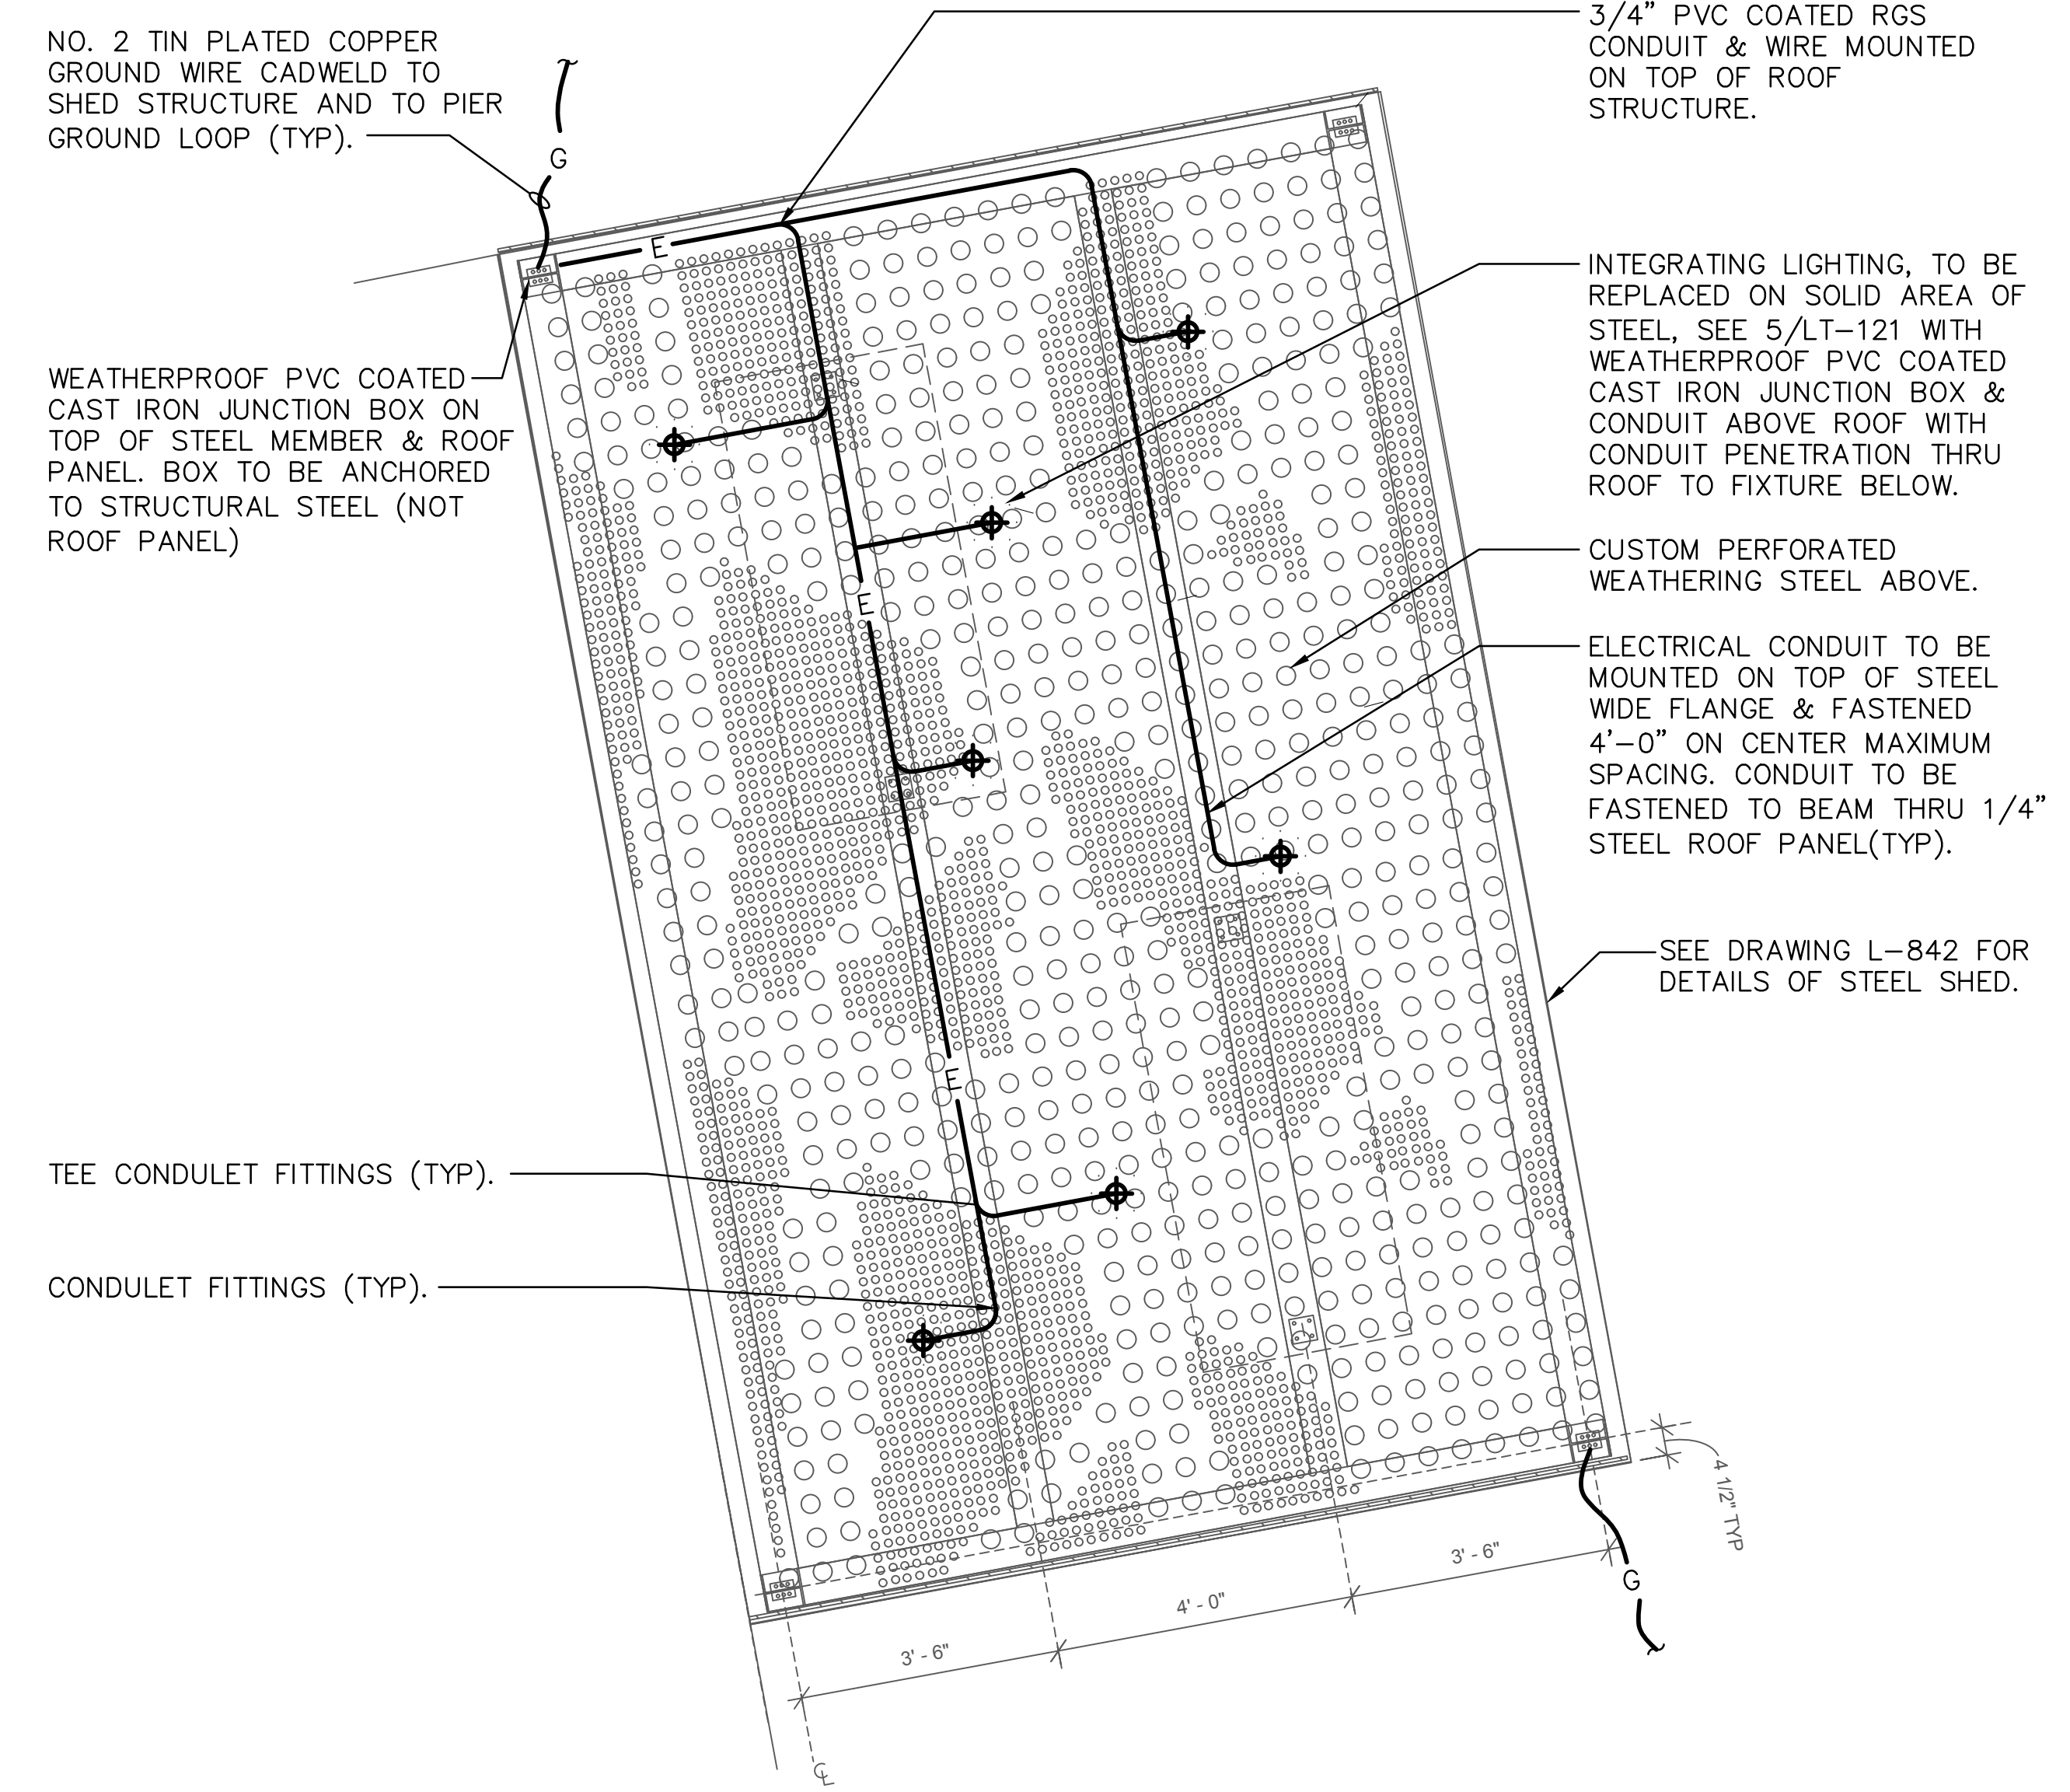 NO. 2 TIN PLATED COPPER
GROUND WIRE CADWELD TO
SHED STRUCTURE AND TO PIER
GROUND LOOP (TYP).
G
3/4” PVC COATED RGS
CONDUIT & WIRE MOUNTED
ON TOP OF ROOF
STRUCTURE.
E
WEATHERPROOF PVC COATED
CAST IRON JUNCTION BOX ON
TOP OF STEEL MEMBER & ROOF
PANEL. BOX TO BE ANCHORED
TO STRUCTURAL STEEL (NOT
ROOF PANEL)
INTEGRATING LIGHTING, TO BE
REPLACED ON SOLID AREA OF
STEEL, SEE 5/LT-121 WITH
WEATHERPROOF PVC COATED
CAST IRON JUNCTION BOX &
CONDUIT ABOVE ROOF WITH
CONDUIT PENETRATION THRU
ROOF TO FIXTURE BELOW.
CUSTOM PERFORATED
WEATHERING STEEL ABOVE.
E
ELECTRICAL CONDUIT TO BE
MOUNTED ON TOP OF STEEL
WIDE FLANGE & FASTENED
4'-0” ON CENTER MAXIMUM
SPACING. CONDUIT TO BE
FASTENED TO BEAM THRU 1/4”
STEEL ROOF PANEL(TYP).
SEE DRAWING L-842 FOR
DETAILS OF STEEL SHED.
E
TEE CONDULET FITTINGS (TYP).
CONDULET FITTINGS (TYP).
4 1/2" TYP
3' - 6"
4' - 0"
3' - 6"
G
CL